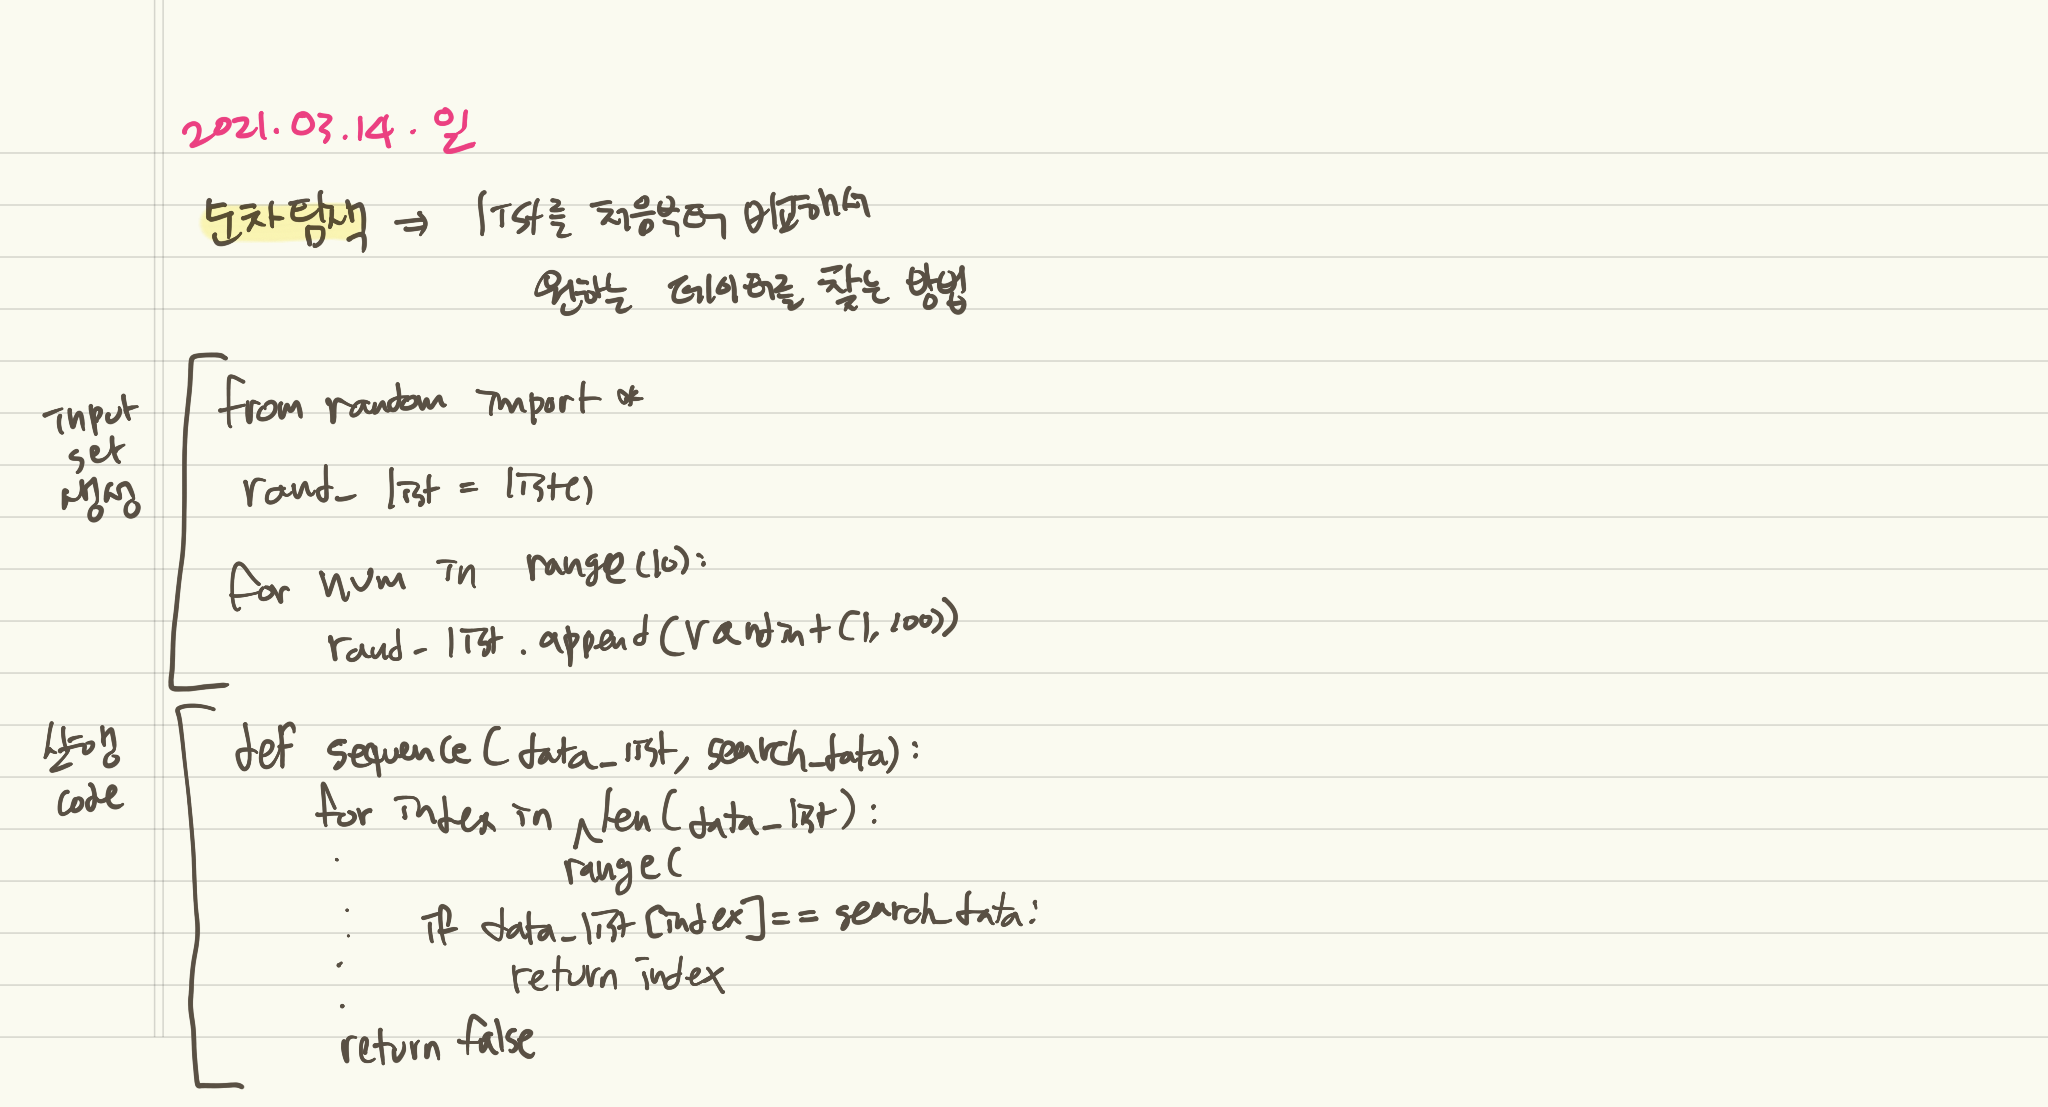 2021.03.14.일
순차탐색 ⇒ list를 처음부터 비교해서
원하는 데이터를 찾는 방법
input
set
생성
from random import *
rand_list = list()
for num in range(10):
rand_list.append(randint(1,100))
실행
code
def sequence(data_list, search_data):
for index in len(data_list):
range(
if data_list[index]== search_data:
return index
return false